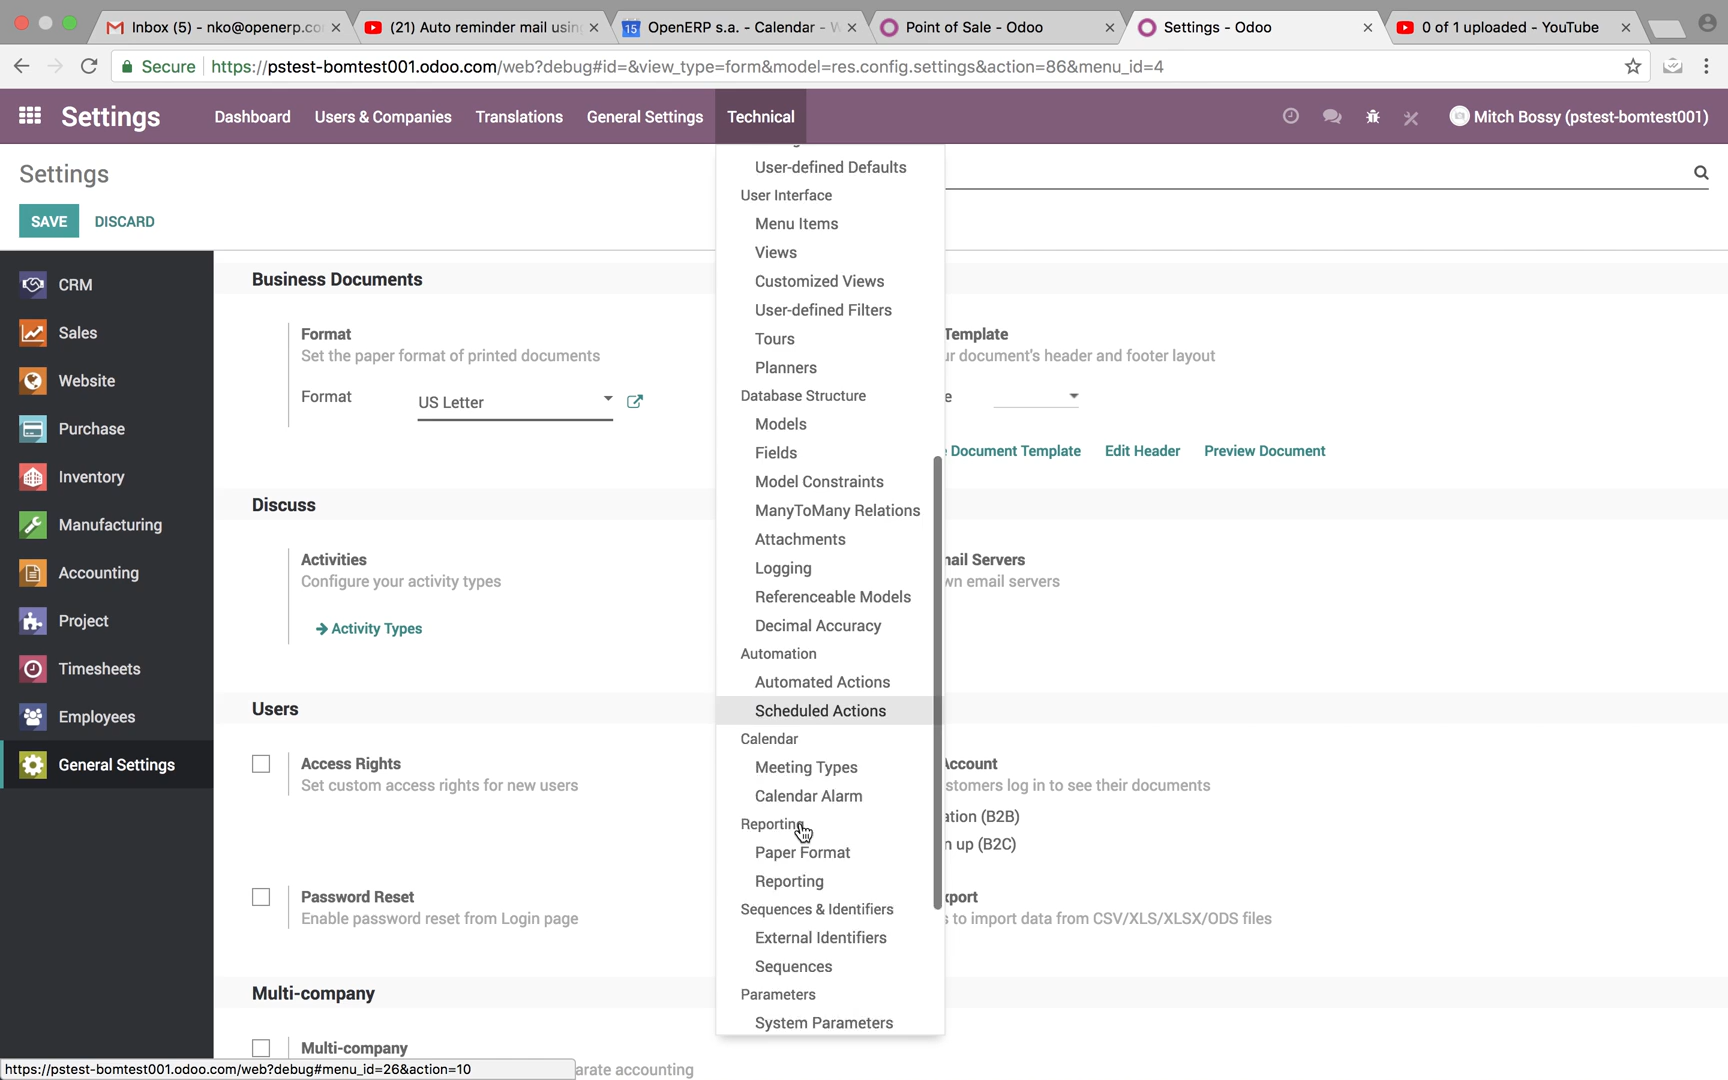 Inbox (5) - nko@openerp.co
(21) Auto reminder mail usin
15 OpenERP s.a. - Calendar - W
Point of Sale - Odoo
Settings - Odoo
0 of 1 uploaded - YouTube
Secure https://pstest-bomtest001.odoo.com/web?debug#id=&view_type=form&model=res.config.settings&action=86&menu_id=4
Settings Dashboard Users & Companies Translations General Settings Technical Mitch Bossy (pstest-bomtest001)
Settings
SAVE DISCARD
CRM
Sales
Website
Purchase
Inventory
Manufacturing
Accounting
Project
Timesheets
Employees
General Settings
Business Documents
Format
Set the paper format of printed documents
Format US Letter
Discuss
Activities
Configure your activity types
Activity Types
Users
Access Rights
Set custom access rights for new users
Password Reset
Enable password reset from Login page
Multi-company
Multi-company
User-defined Defaults
User Interface
Menu Items
Views
Customized Views
User-defined Filters
Tours
Planners
Database Structure
Models
Fields
Model Constraints
ManyToMany Relations
Attachments
Logging
Referenceable Models
Decimal Accuracy
Automation
Automated Actions
Scheduled Actions
Calendar
Meeting Types
Calendar Alarm
Reporting
Paper Format
Reporting
Sequences & Identifiers
External Identifiers
Sequences
Parameters
System Parameters
Template
ur document's header and footer layout
e
Document Template Edit Header Preview Document
nail Servers
wn email servers
Account
stomers log in to see their documents
ation (B2B)
n up (B2C)
xport
s to import data from CSV/XLS/XLSX/ODS files
arate accounting
https://pstest-bomtest001.odoo.com/web?debug#menu_id=26&action=10